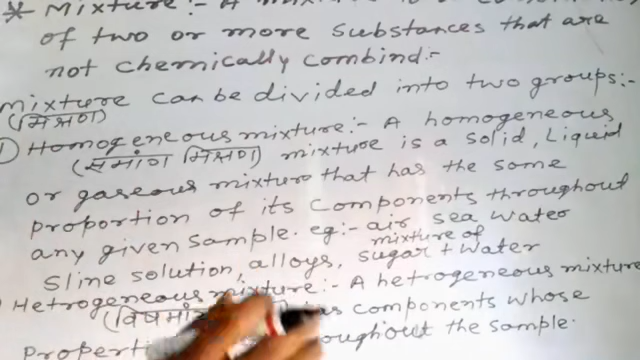 * Mixture:- A mixture
of two or more substances that are
not chemically combind:-
Mixture can be divided into two groups:-
(मिश्रण)
Homogeneous mixture:- A homogeneous
(समांग मिश्रण) mixture is a solid, Liquid
or gaseous mixture that has the same
proportion of its components throughout
any given sample. eg:- air, sea water
Sline solution, alloys, mixture of sugar + water
Hetrogeneous mixture:- A hetrogeneous mixture
components whose
throughout the sample.